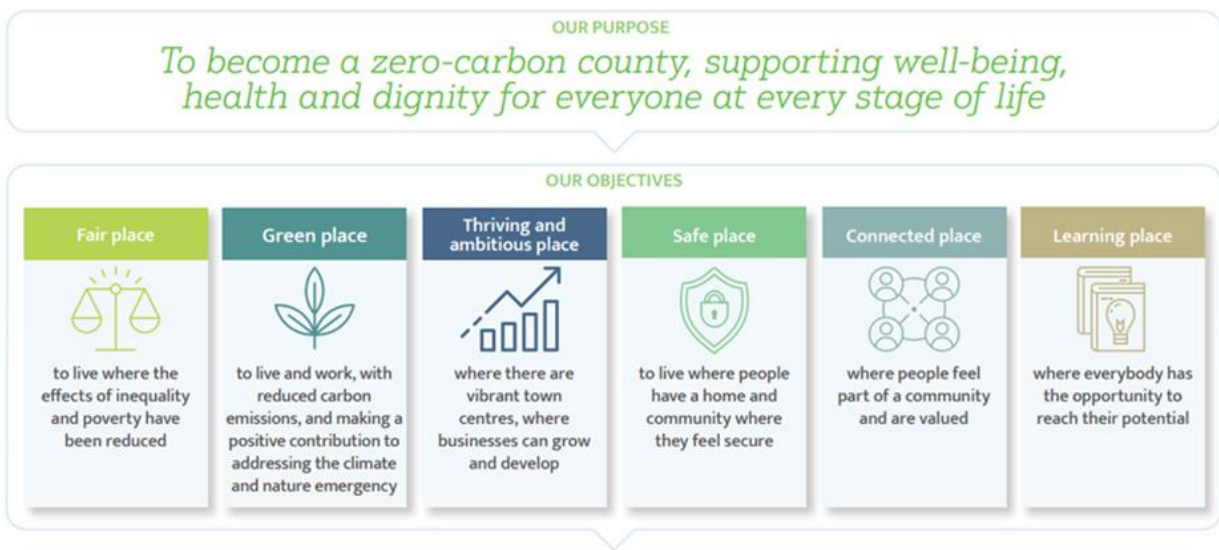 OUR PURPOSE
To become a zero-carbon county, supporting well-being,
health and dignity for everyone at every stage of life
OUR OBJECTIVES
Fair place
to live where the
effects of inequality
and poverty have
been reduced
Green place
to live and work, with
reduced carbon
emissions, and making a
positive contribution to
addressing the climate
and nature emergency
Thriving and
ambitious place
where there are
vibrant town
centres, where
businesses can grow
and develop
Safe place
to live where people
have a home and
community where
they feel secure
Connected place
where people feel
part of a community
and are valued
Learning place
where everybody has
the opportunity to
reach their potential